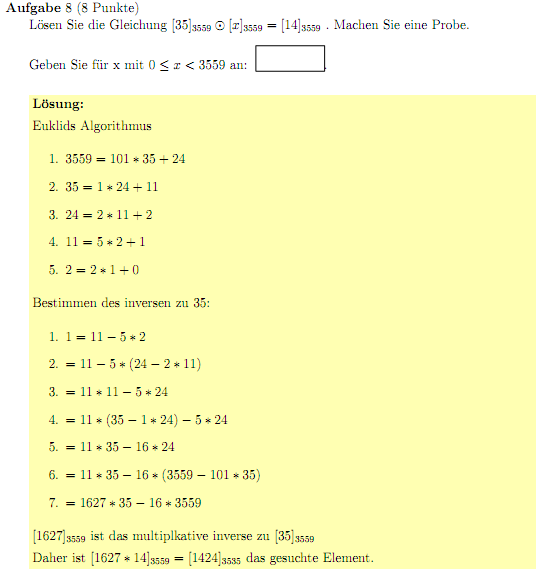 Aufgabe 8 (8 Punkte)
Lösen Sie die Gleichung [35]₃₅₅₉ ⊙ [x]₃₅₅₉ = [14]₃₅₅₉ . Machen Sie eine Probe.
Geben Sie für x mit 0 ≤ x < 3559 an: .
Lösung:
Euklids Algorithmus
1. 3559 = 101 ∗ 35 + 24
2. 35 = 1 ∗ 24 + 11
3. 24 = 2 ∗ 11 + 2
4. 11 = 5 ∗ 2 + 1
5. 2 = 2 ∗ 1 + 0
Bestimmen des inversen zu 35:
1. 1 = 11 − 5 ∗ 2
2. = 11 − 5 ∗ (24 − 2 ∗ 11)
3. = 11 ∗ 11 − 5 ∗ 24
4. = 11 ∗ (35 − 1 ∗ 24) − 5 ∗ 24
5. = 11 ∗ 35 − 16 ∗ 24
6. = 11 ∗ 35 − 16 ∗ (3559 − 101 ∗ 35)
7. = 1627 ∗ 35 − 16 ∗ 3559
[1627]₃₅₅₉ ist das multiplkative inverse zu [35]₃₅₅₉
Daher ist [1627 ∗ 14]₃₅₅₉ = [1424]₃₅₃₅ das gesuchte Element.